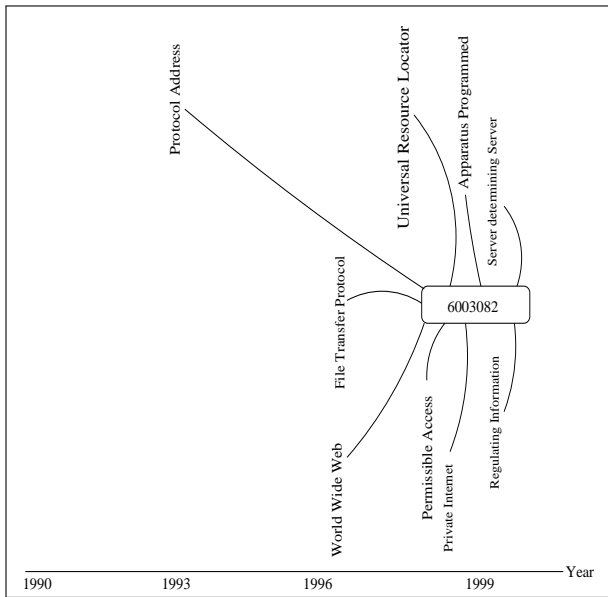 Protocol Address
Universal Resource Locator
Apparatus Programmed
Server determining Server
File Transfer Protocol
6003082
World Wide Web
Permissible Access
Private Internet
Regulating Information
Year
1990
1993
1996
1999